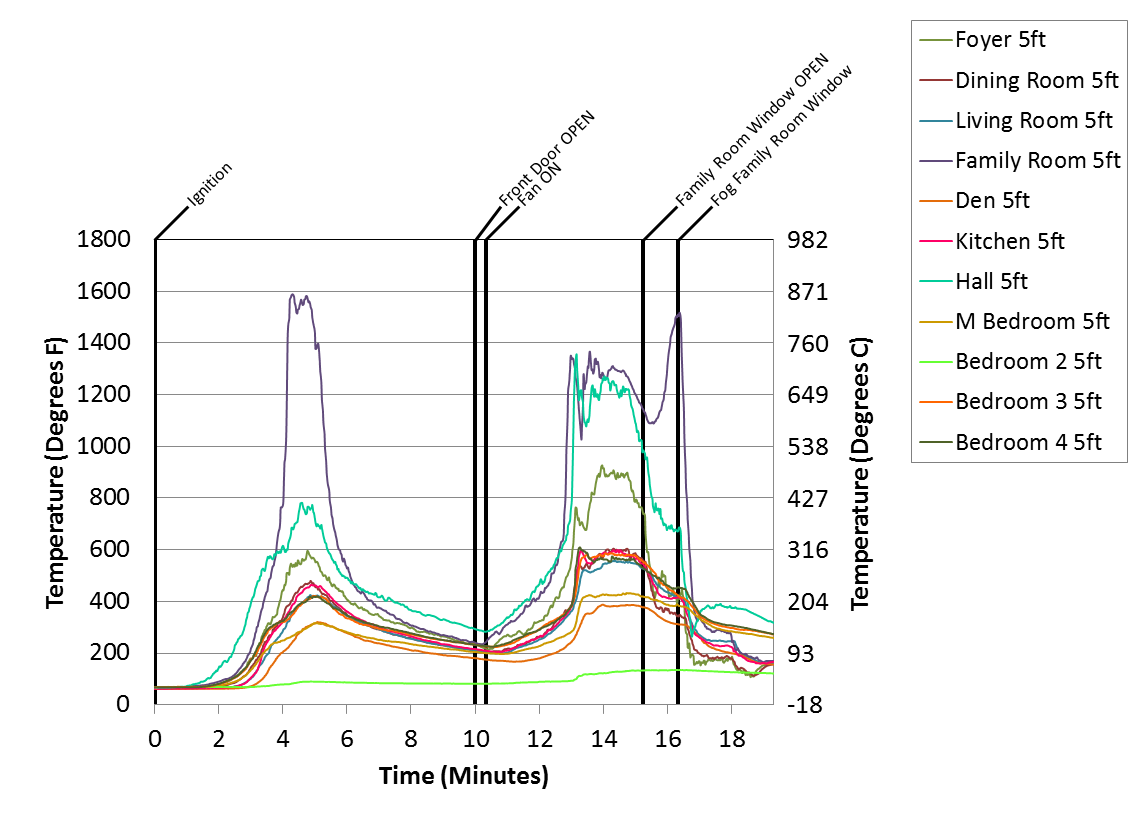 Foyer 5ft
Dining Room 5ft
Living Room 5ft
Family Room 5ft
Den 5ft
Kitchen 5ft
Hall 5ft
M Bedroom 5ft
Bedroom 2 5ft
Bedroom 3 5ft
Bedroom 4 5ft
Ignition
Front Door OPEN
Fan ON
Family Room Window OPEN
Fog Family Room Window
Temperature (Degrees F)
1800
1600
1400
1200
1000
800
600
400
200
0
982
871
760
649
538
427
316
204
93
-18
Temperature (Degrees C)
0 2 4 6 8 10 12 14 16 18
Time (Minutes)